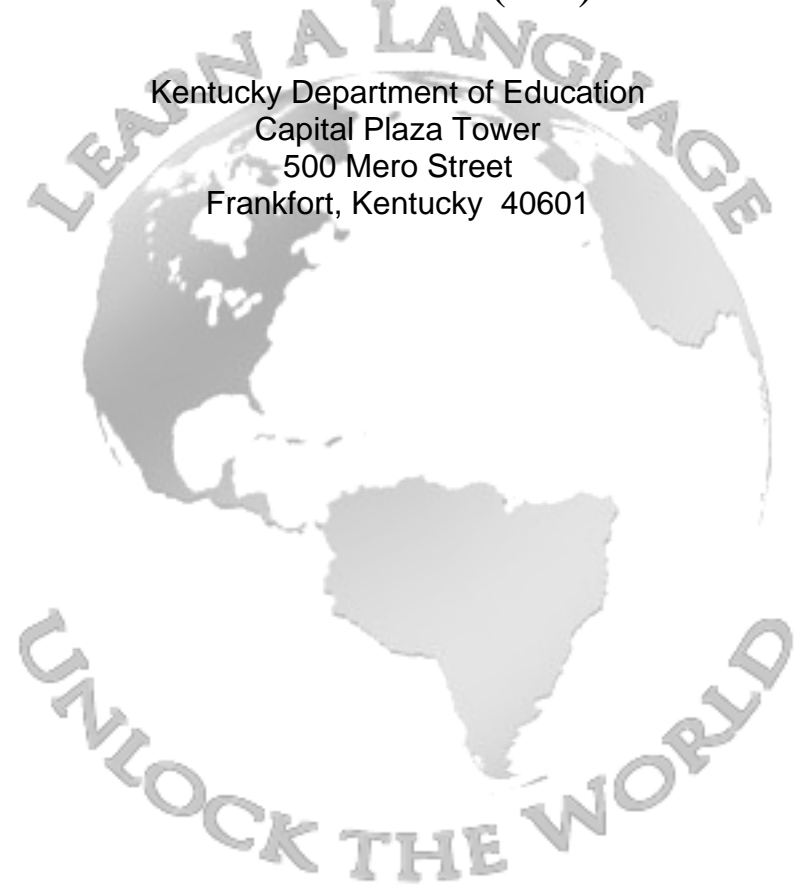 LEARN A LANGUAGE
Kentucky Department of Education
Capital Plaza Tower
500 Mero Street
Frankfort, Kentucky 40601
UNLOCK THE WORLD